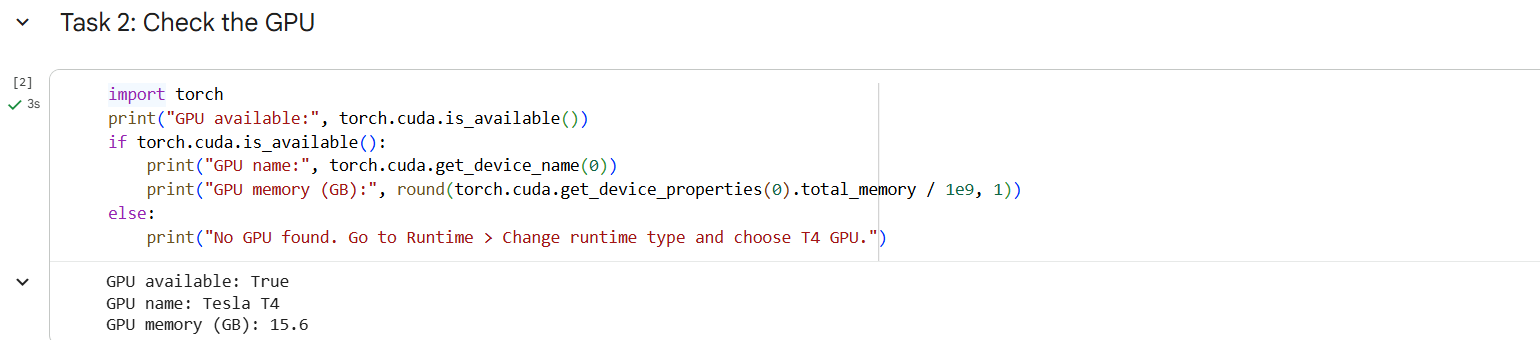 Task 2: Check the GPU
[2]
3s
import torch
print("GPU available:", torch.cuda.is_available())
if torch.cuda.is_available():
    print("GPU name:", torch.cuda.get_device_name(0))
    print("GPU memory (GB):", round(torch.cuda.get_device_properties(0).total_memory / 1e9, 1))
else:
    print("No GPU found. Go to Runtime > Change runtime type and choose T4 GPU.")
GPU available: True
GPU name: Tesla T4
GPU memory (GB): 15.6